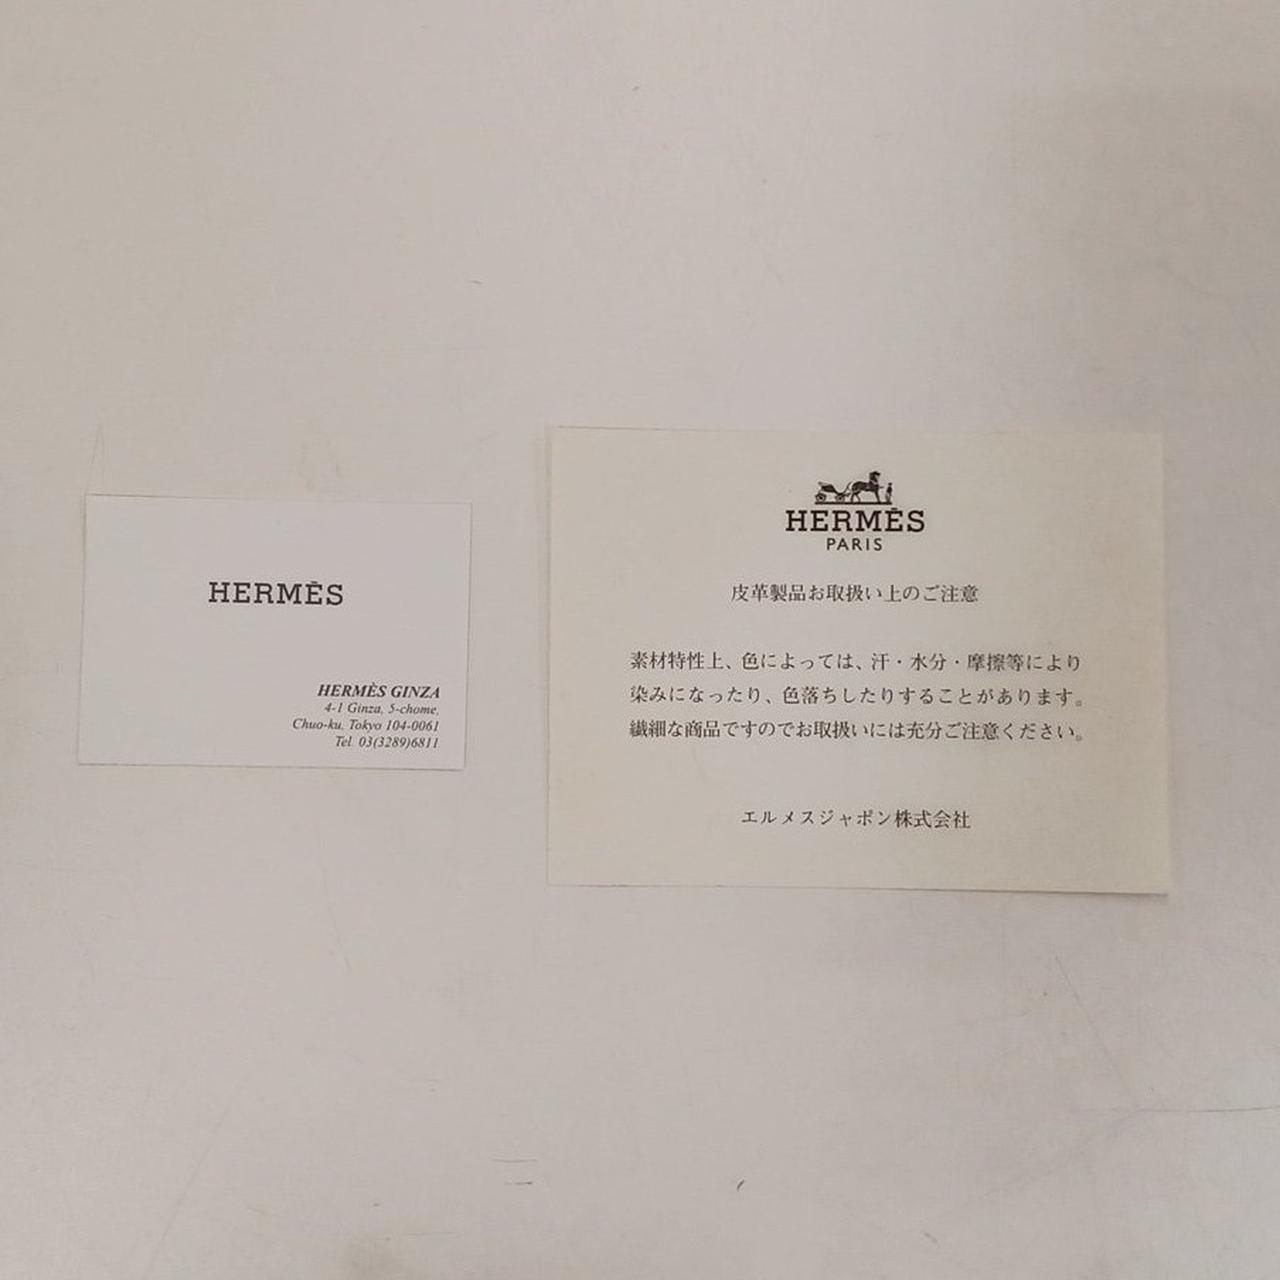 HERMÈS
HERMÈS GINZA
4-1 Ginza, 5-chome,
Chuo-ku, Tokyo 104-0061
Tel. 03(3289)6811
HERMÈS
PARIS
皮革製品お取扱い上のご注意
素材特性上、色によっては、汗・水分・摩擦等により
染みになったり、色落ちしたりすることがあります。
繊細な商品ですのでお取扱いには充分ご注意ください。
エルメスジャポン株式会社